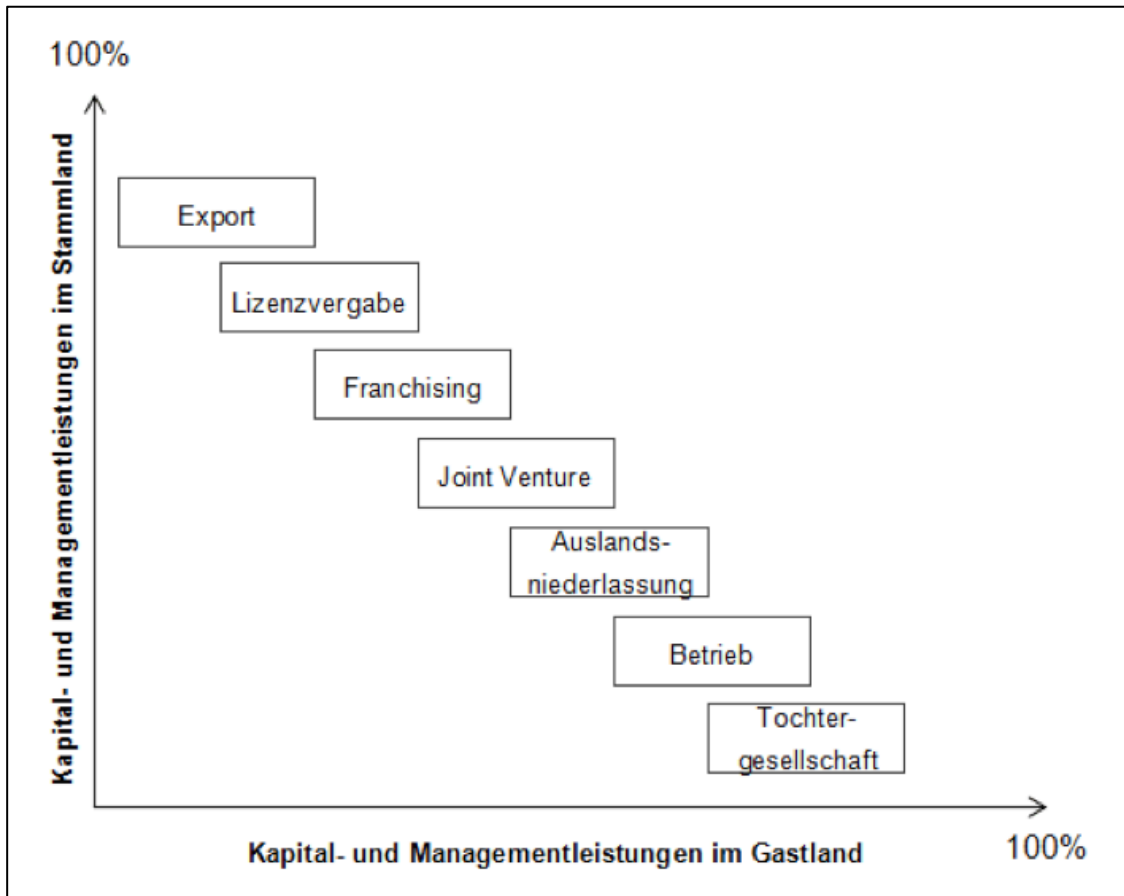 100%
Kapital- und Managementleistungen im Stammland
Export
Lizenzvergabe
Franchising
Joint Venture
Auslands-
niederlassung
Betrieb
Tochter-
gesellschaft
Kapital- und Managementleistungen im Gastland
100%